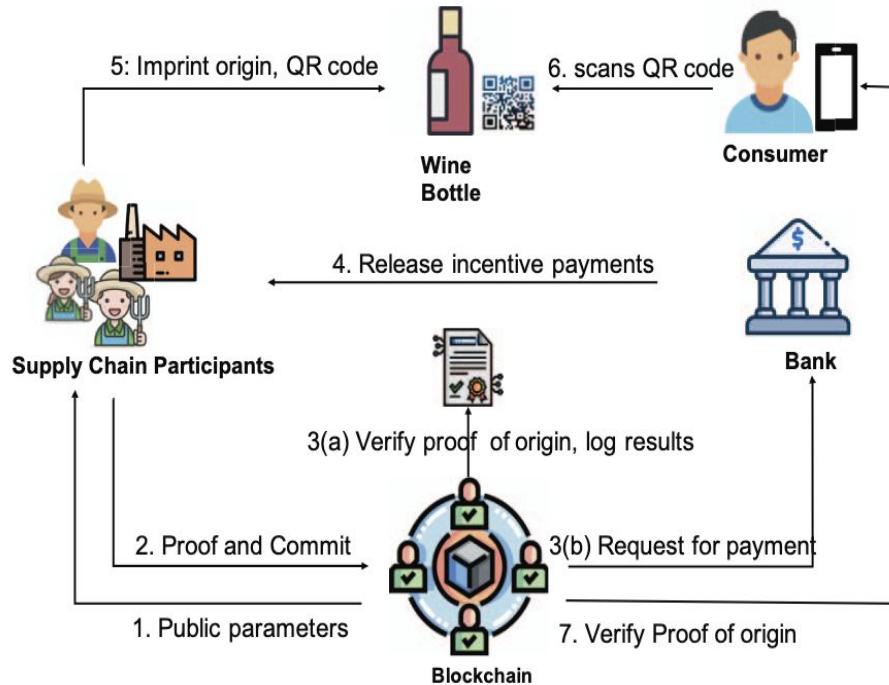 5: Imprint origin, QR code
6. scans QR code
Wine
Bottle
Consumer
4. Release incentive payments
$
Supply Chain Participants
Bank
3(a) Verify proof of origin, log results
2. Proof and Commit
3(b) Request for payment
1. Public parameters
7. Verify Proof of origin
Blockchain